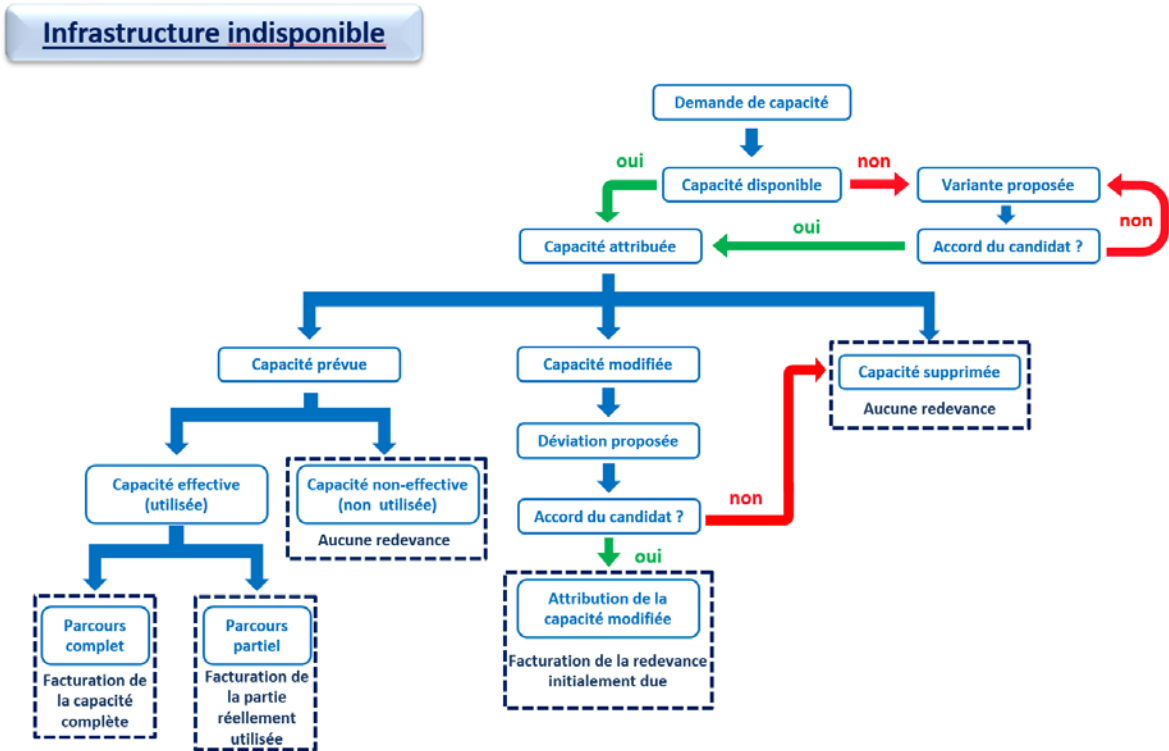 Infrastructure indisponible
Demande de capacité
oui
non
Capacité disponible
Variante proposée
oui
non
Capacité attribuée
Accord du candidat ?
Capacité prévue
Capacité modifiée
Capacité supprimée
Aucune redevance
Déviation proposée
Capacité effective
(utilisée)
Capacité non-effective
(non utilisée)
Aucune redevance
non
Accord du candidat ?
oui
Parcours
complet
Facturation de
la capacité
complète
Parcours
partiel
Facturation de
la partie
réellement
utilisée
Attribution de la
capacité modifiée
Facturation de la redevance
initialement due